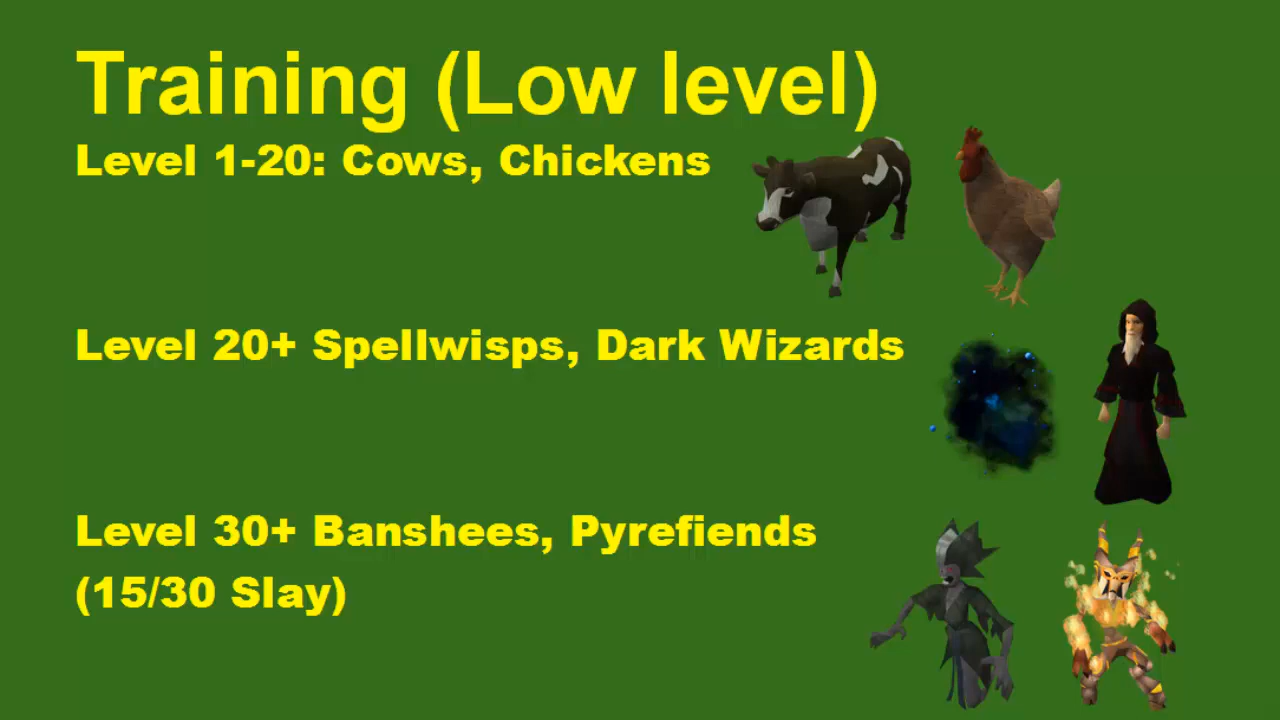 Training (Low level)
Level 1-20: Cows, Chickens
Level 20+ Spellwisps, Dark Wizards
Level 30+ Banshees, Pyrefiends
(15/30 Slay)